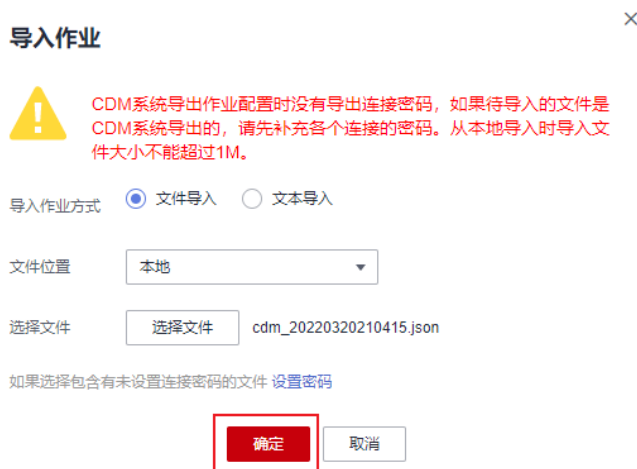 导入作业
CDM系统导出作业配置时没有导出连接密码，如果待导入的文件是
CDM系统导出的，请先补充各个连接的密码。从本地导入时导入文
件大小不能超过1M。
导入作业方式 文件导入 文本导入
文件位置 本地
选择文件 选择文件 cdm_20220320210415.json
如果选择包含有未设置连接密码的文件 设置密码
确定 取消